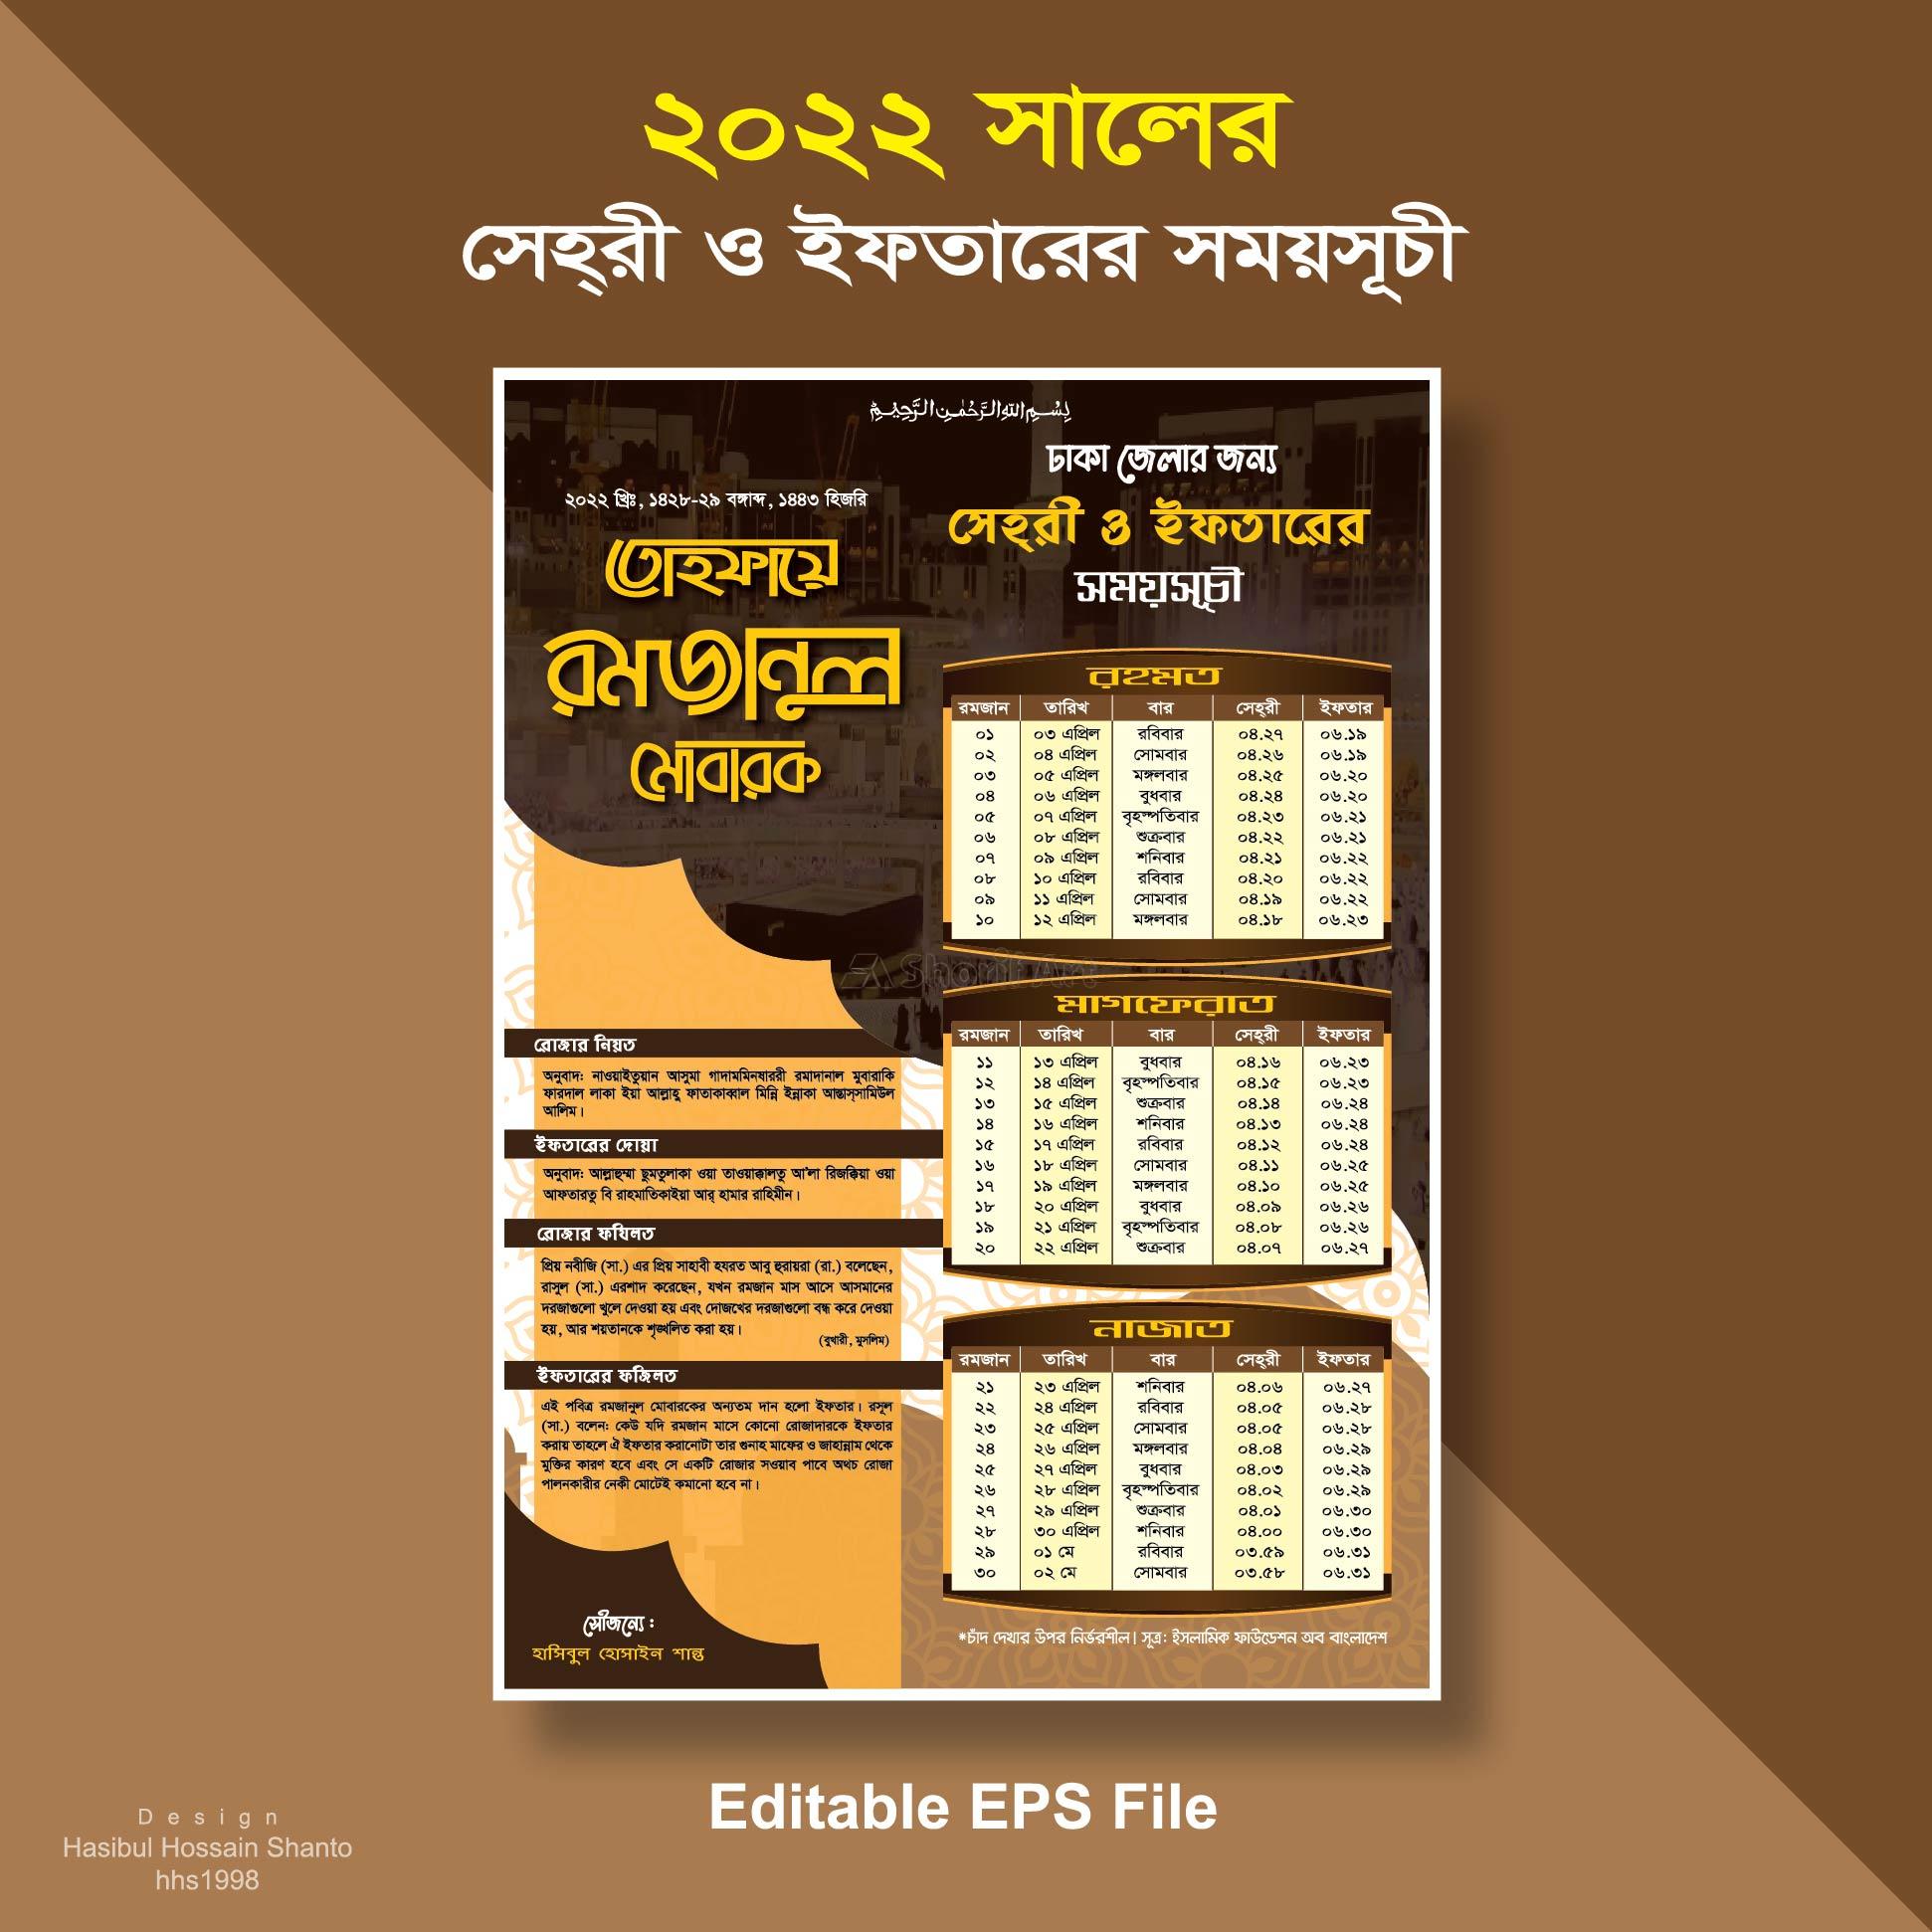 ২০২২ সালের
সেহ্‌রী ও ইফতারের সময়সূচী
بِسْمِ اللهِ الرَّحْمٰنِ الرَّحِيْمِ
২০২২ খ্রিঃ, ১৪২৮-২৯ বঙ্গাব্দ, ১৪৪৩ হিজরি
তোহফায়ে
রমজানুল
মোবারক
রোজার নিয়ত
অনুবাদ: নাওয়াইতুয়ান আসুমা গাদামমিনষাররী রমাদানাল মুবারাকি
ফারদাল লাকা ইয়া আল্লাহু ফাতাকাব্বাল মিন্নি ইন্নাকা আন্তাস্‌সামিউল
আলিম।
ইফতারের দোয়া
অনুবাদ: আল্লাহুম্মা ছুমতুলাকা ওয়া তাওয়াক্কালতু আ'লা রিজক্বিয়া ওয়া
আফতারতু বি রাহমাতিকাইয়া আর্‌ হামার রাহিমীন।
রোজার ফযিলত
প্রিয় নবীজি (সা.) এর প্রিয় সাহাবী হযরত আবু হুরায়রা (রা.) বলেছেন,
রাসুল (সা.) এরশাদ করেছেন, যখন রমজান মাস আসে আসমানের
দরজাগুলো খুলে দেওয়া হয় এবং দোজখের দরজাগুলো বন্ধ করে দেওয়া
হয়, আর শয়তানকে শৃঙ্খলিত করা হয়।
(বুখারী, মুসলিম)
ইফতারের ফজিলত
এই পবিত্র রমজানুল মোবারকের অন্যতম দান হলো ইফতার। রসূল
(সা.) বলেন: কেউ যদি রমজান মাসে কোনো রোজাদারকে ইফতার
করায় তাহলে ঐ ইফতার করানোটা তার গুনাহ মাফের ও জাহান্নাম থেকে
মুক্তির কারণ হবে এবং সে একটি রোজার সওয়াব পাবে অথচ রোজা
পালনকারীর নেকী মোটেই কমানো হবে না।
সৌজন্যে :
হাসিবুল হোসাইন শান্ত
ঢাকা জেলার জন্য
সেহ্‌রী ও ইফতারের
সময়সূচী
রহমত
রমজান তারিখ বার সেহ্‌রী ইফতার
০১ ০৩ এপ্রিল রবিবার ০৪.২৭ ০৬.১৯
০২ ০৪ এপ্রিল সোমবার ০৪.২৬ ০৬.১৯
০৩ ০৫ এপ্রিল মঙ্গলবার ০৪.২৫ ০৬.২০
০৪ ০৬ এপ্রিল বুধবার ০৪.২৪ ০৬.২০
০৫ ০৭ এপ্রিল বৃহস্পতিবার ০৪.২৩ ০৬.২১
০৬ ০৮ এপ্রিল শুক্রবার ০৪.২২ ০৬.২১
০৭ ০৯ এপ্রিল শনিবার ০৪.২১ ০৬.২২
০৮ ১০ এপ্রিল রবিবার ০৪.২০ ০৬.২২
০৯ ১১ এপ্রিল সোমবার ০৪.১৯ ০৬.২২
১০ ১২ এপ্রিল মঙ্গলবার ০৪.১৮ ০৬.২৩
Shorif Art
মাগফেরাত
রমজান তারিখ বার সেহ্‌রী ইফতার
১১ ১৩ এপ্রিল বুধবার ০৪.১৬ ০৬.২৩
১২ ১৪ এপ্রিল বৃহস্পতিবার ০৪.১৫ ০৬.২৩
১৩ ১৫ এপ্রিল শুক্রবার ০৪.১৪ ০৬.২৪
১৪ ১৬ এপ্রিল শনিবার ০৪.১৩ ০৬.২৪
১৫ ১৭ এপ্রিল রবিবার ০৪.১২ ০৬.২৪
১৬ ১৮ এপ্রিল সোমবার ০৪.১১ ০৬.২৫
১৭ ১৯ এপ্রিল মঙ্গলবার ০৪.১০ ০৬.২৫
১৮ ২০ এপ্রিল বুধবার ০৪.০৯ ০৬.২৬
১৯ ২১ এপ্রিল বৃহস্পতিবার ০৪.০৮ ০৬.২৬
২০ ২২ এপ্রিল শুক্রবার ০৪.০৭ ০৬.২৭
নাজাত
রমজান তারিখ বার সেহ্‌রী ইফতার
২১ ২৩ এপ্রিল শনিবার ০৪.০৬ ০৬.২৭
২২ ২৪ এপ্রিল রবিবার ০৪.০৫ ০৬.২৮
২৩ ২৫ এপ্রিল সোমবার ০৪.০৫ ০৬.২৮
২৪ ২৬ এপ্রিল মঙ্গলবার ০৪.০৪ ০৬.২৯
২৫ ২৭ এপ্রিল বুধবার ০৪.০৩ ০৬.২৯
২৬ ২৮ এপ্রিল বৃহস্পতিবার ০৪.০২ ০৬.২৯
২৭ ২৯ এপ্রিল শুক্রবার ০৪.০১ ০৬.৩০
২৮ ৩০ এপ্রিল শনিবার ০৪.০০ ০৬.৩০
২৯ ০১ মে রবিবার ০৩.৫৯ ০৬.৩১
৩০ ০২ মে সোমবার ০৩.৫৮ ০৬.৩১
*চাঁদ দেখার উপর নির্ভরশীল। সূত্র: ইসলামিক ফাউন্ডেশন অব বাংলাদেশ
Editable EPS File
Design
Hasibul Hossain Shanto
hhs1998